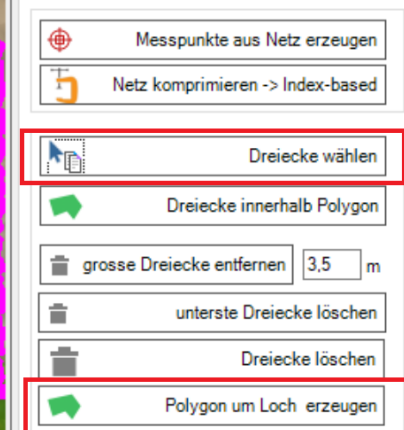 Messpunkte aus Netz erzeugen
Netz komprimieren -> Index-based
Dreiecke wählen
Dreiecke innerhalb Polygon
grosse Dreiecke entfernen 3,5 m
unterste Dreiecke löschen
Dreiecke löschen
Polygon um Loch erzeugen